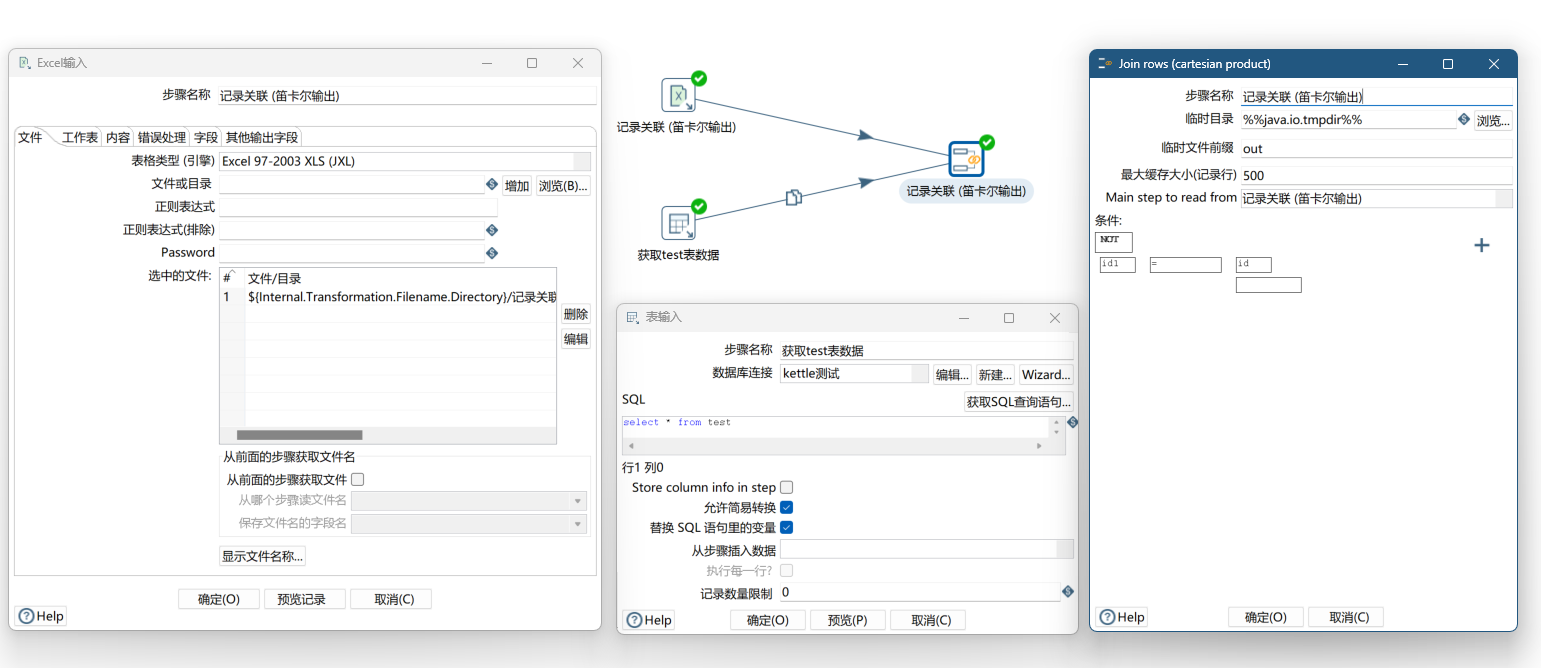 Excel输入
步骤名称 记录关联 (笛卡尔输出)
文件 工作表 内容 错误处理 字段 其他输出字段
表格类型 (引擎) Excel 97-2003 XLS (JXL)
文件或目录 增加 浏览(B)...
正则表达式
正则表达式(排除)
Password
选中的文件:
# 文件/目录
1 ${Internal.Transformation.Filename.Directory}/记录关联
删除
编辑
从前面的步骤获取文件名
从前面的步骤获取文件
从哪个步骤读文件名
保存文件名的字段名
显示文件名称...
确定(O) 预览记录 取消(C)
Help
记录关联 (笛卡尔输出)
记录关联 (笛卡尔输出)
获取test表数据
表输入
步骤名称 获取test表数据
数据库连接 kettle测试 编辑... 新建... Wizard...
SQL 获取SQL查询语句...
select * from test
行1 列0
Store column info in step
允许简易转换
替换 SQL 语句里的变量
从步骤插入数据
执行每一行?
记录数量限制 0
Help 确定(O) 预览(P) 取消(C)
Join rows (cartesian product)
步骤名称 记录关联 (笛卡尔输出)
临时目录 %%java.io.tmpdir%% 浏览...
临时文件前缀 out
最大缓存大小(记录行) 500
Main step to read from 记录关联 (笛卡尔输出)
条件:
NOT
id1 = id
Help 确定(O) 取消(C)